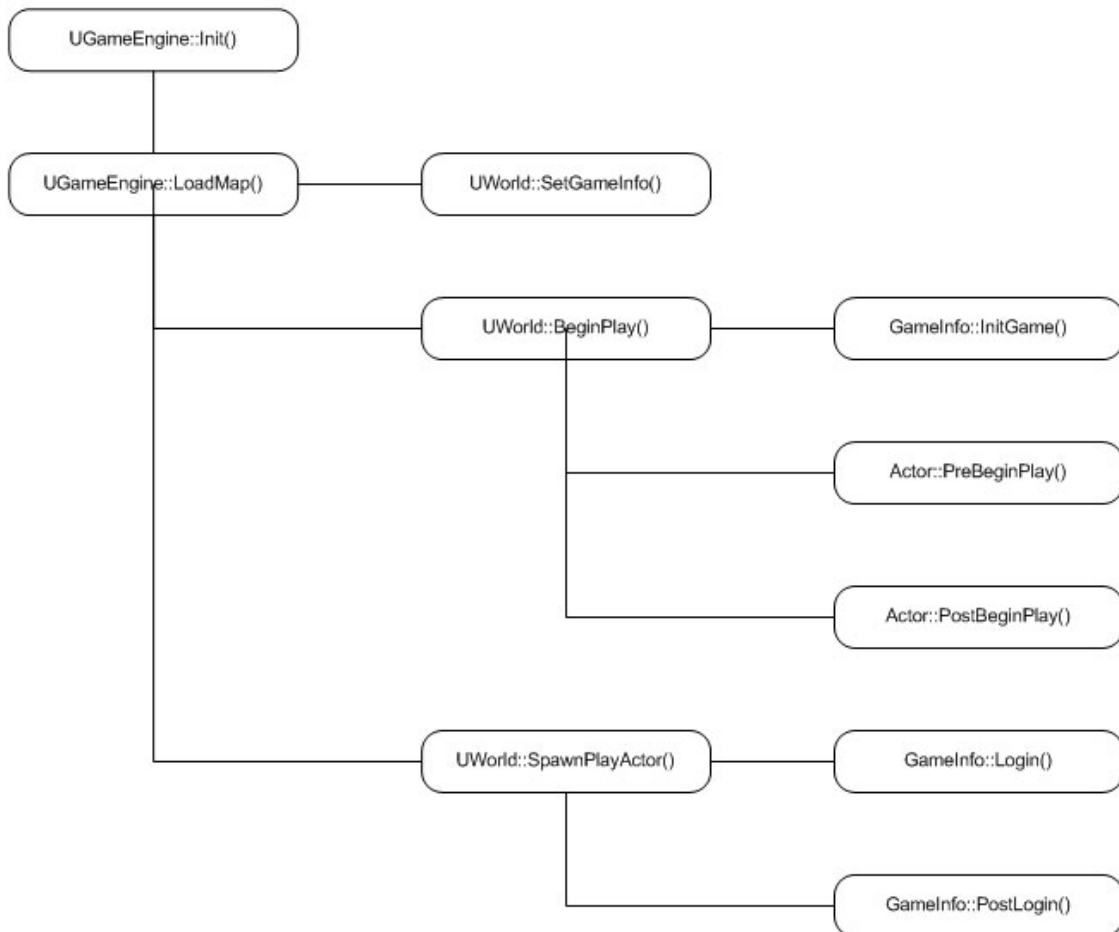 UGameEngine::Init()
UGameEngine::LoadMap()
UWorld::SetGameInfo()
UWorld::BeginPlay()
GameInfo::InitGame()
Actor::PreBeginPlay()
Actor::PostBeginPlay()
UWorld::SpawnPlayActor()
GameInfo::Login()
GameInfo::PostLogin()